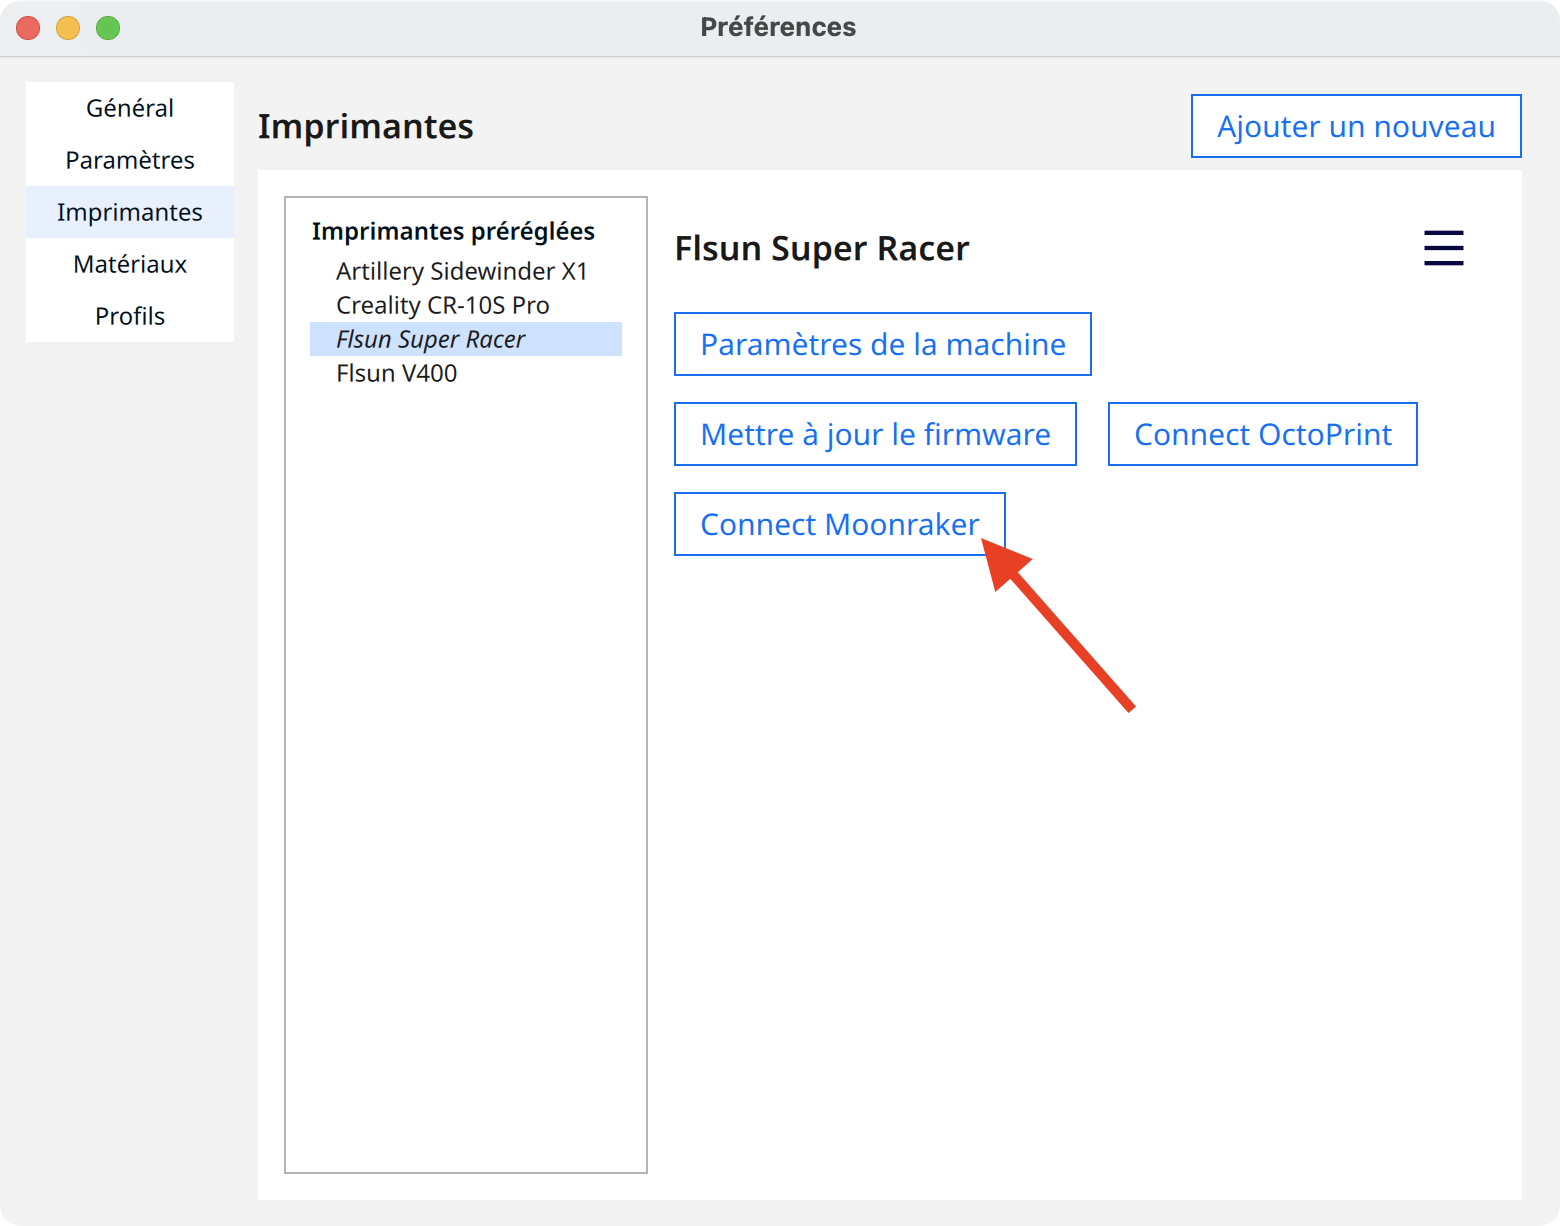 Préférences
Général
Paramètres
Imprimantes
Matériaux
Profils
Imprimantes
Ajouter un nouveau
Imprimantes préréglées
Artillery Sidewinder X1
Creality CR-10S Pro
Flsun Super Racer
Flsun V400
Flsun Super Racer
Paramètres de la machine
Mettre à jour le firmware
Connect OctoPrint
Connect Moonraker